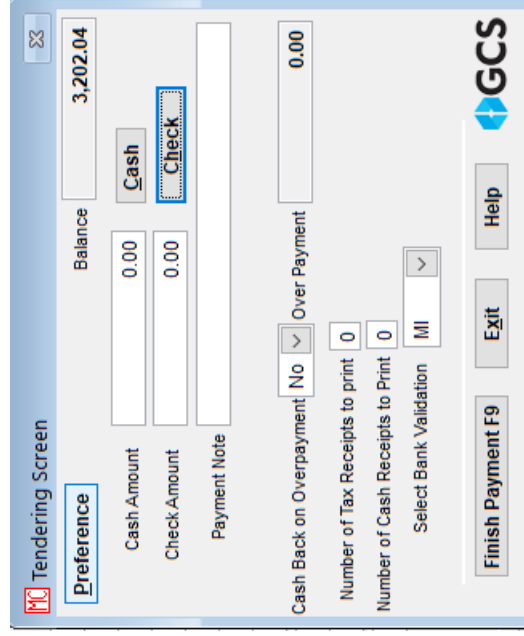 MC Tendering Screen
Preference Balance 3,202.04
Cash Amount 0.00 Cash
Check Amount 0.00 Check
Payment Note
Cash Back on Overpayment No Over Payment 0.00
Number of Tax Receipts to print 0
Number of Cash Receipts to Print 0
Select Bank Validation MI
Finish Payment F9 Exit Help GCS